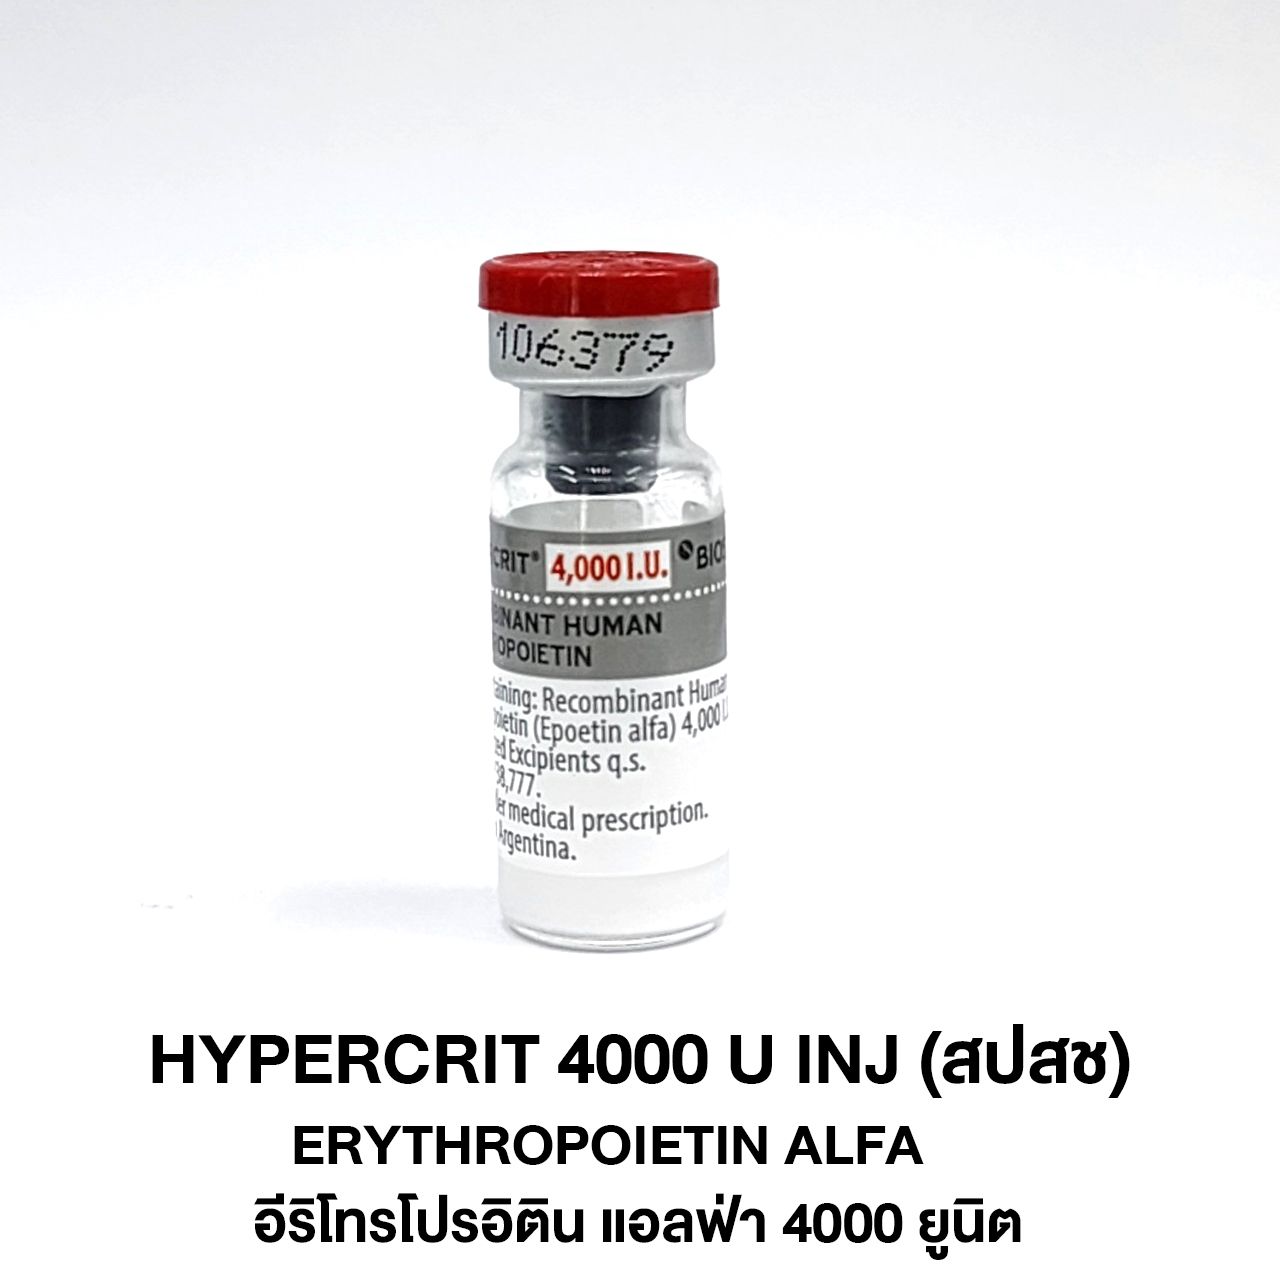 106379
CRIT® 4,000 I.U. BIOS
BINANT HUMAN
OPOIETIN
aining: Recombinant Human
oietin (Epoetin alfa) 4,000 I.
ed Excipients q.s.
38,777.
er medical prescription.
Argentina.
HYPERCRIT 4000 U INJ (สปสช)
ERYTHROPOIETIN ALFA
อีริโทรโปรอิติน แอลฟ่า 4000 ยูนิต